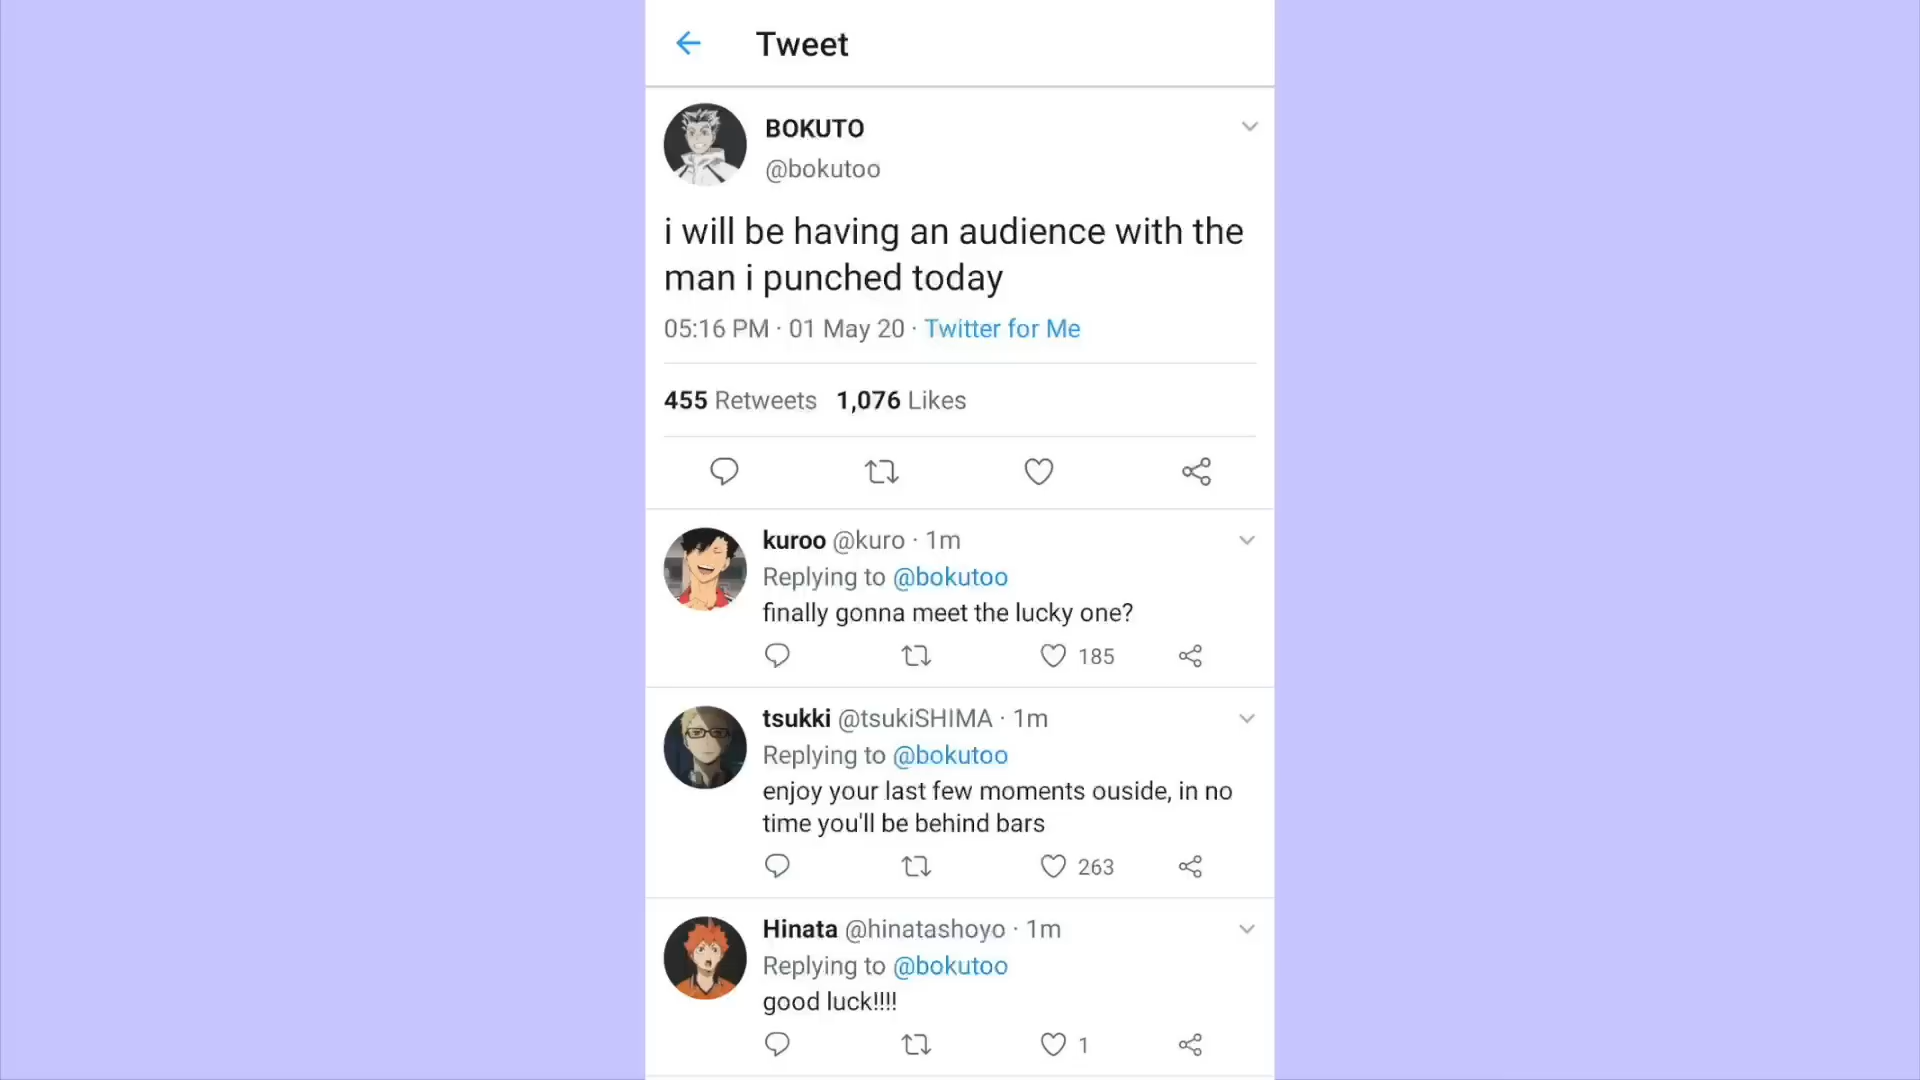 Tweet
BOKUTO
@bokutoo
i will be having an audience with the
man i punched today
05:16 PM · 01 May 20 · Twitter for Me
455 Retweets 1,076 Likes
kuroo @kuro · 1m
Replying to @bokutoo
finally gonna meet the lucky one?
185
tsukki @tsukiSHIMA · 1m
Replying to @bokutoo
enjoy your last few moments ouside, in no
time you'll be behind bars
263
Hinata @hinatashoyo · 1m
Replying to @bokutoo
good luck!!!!
1